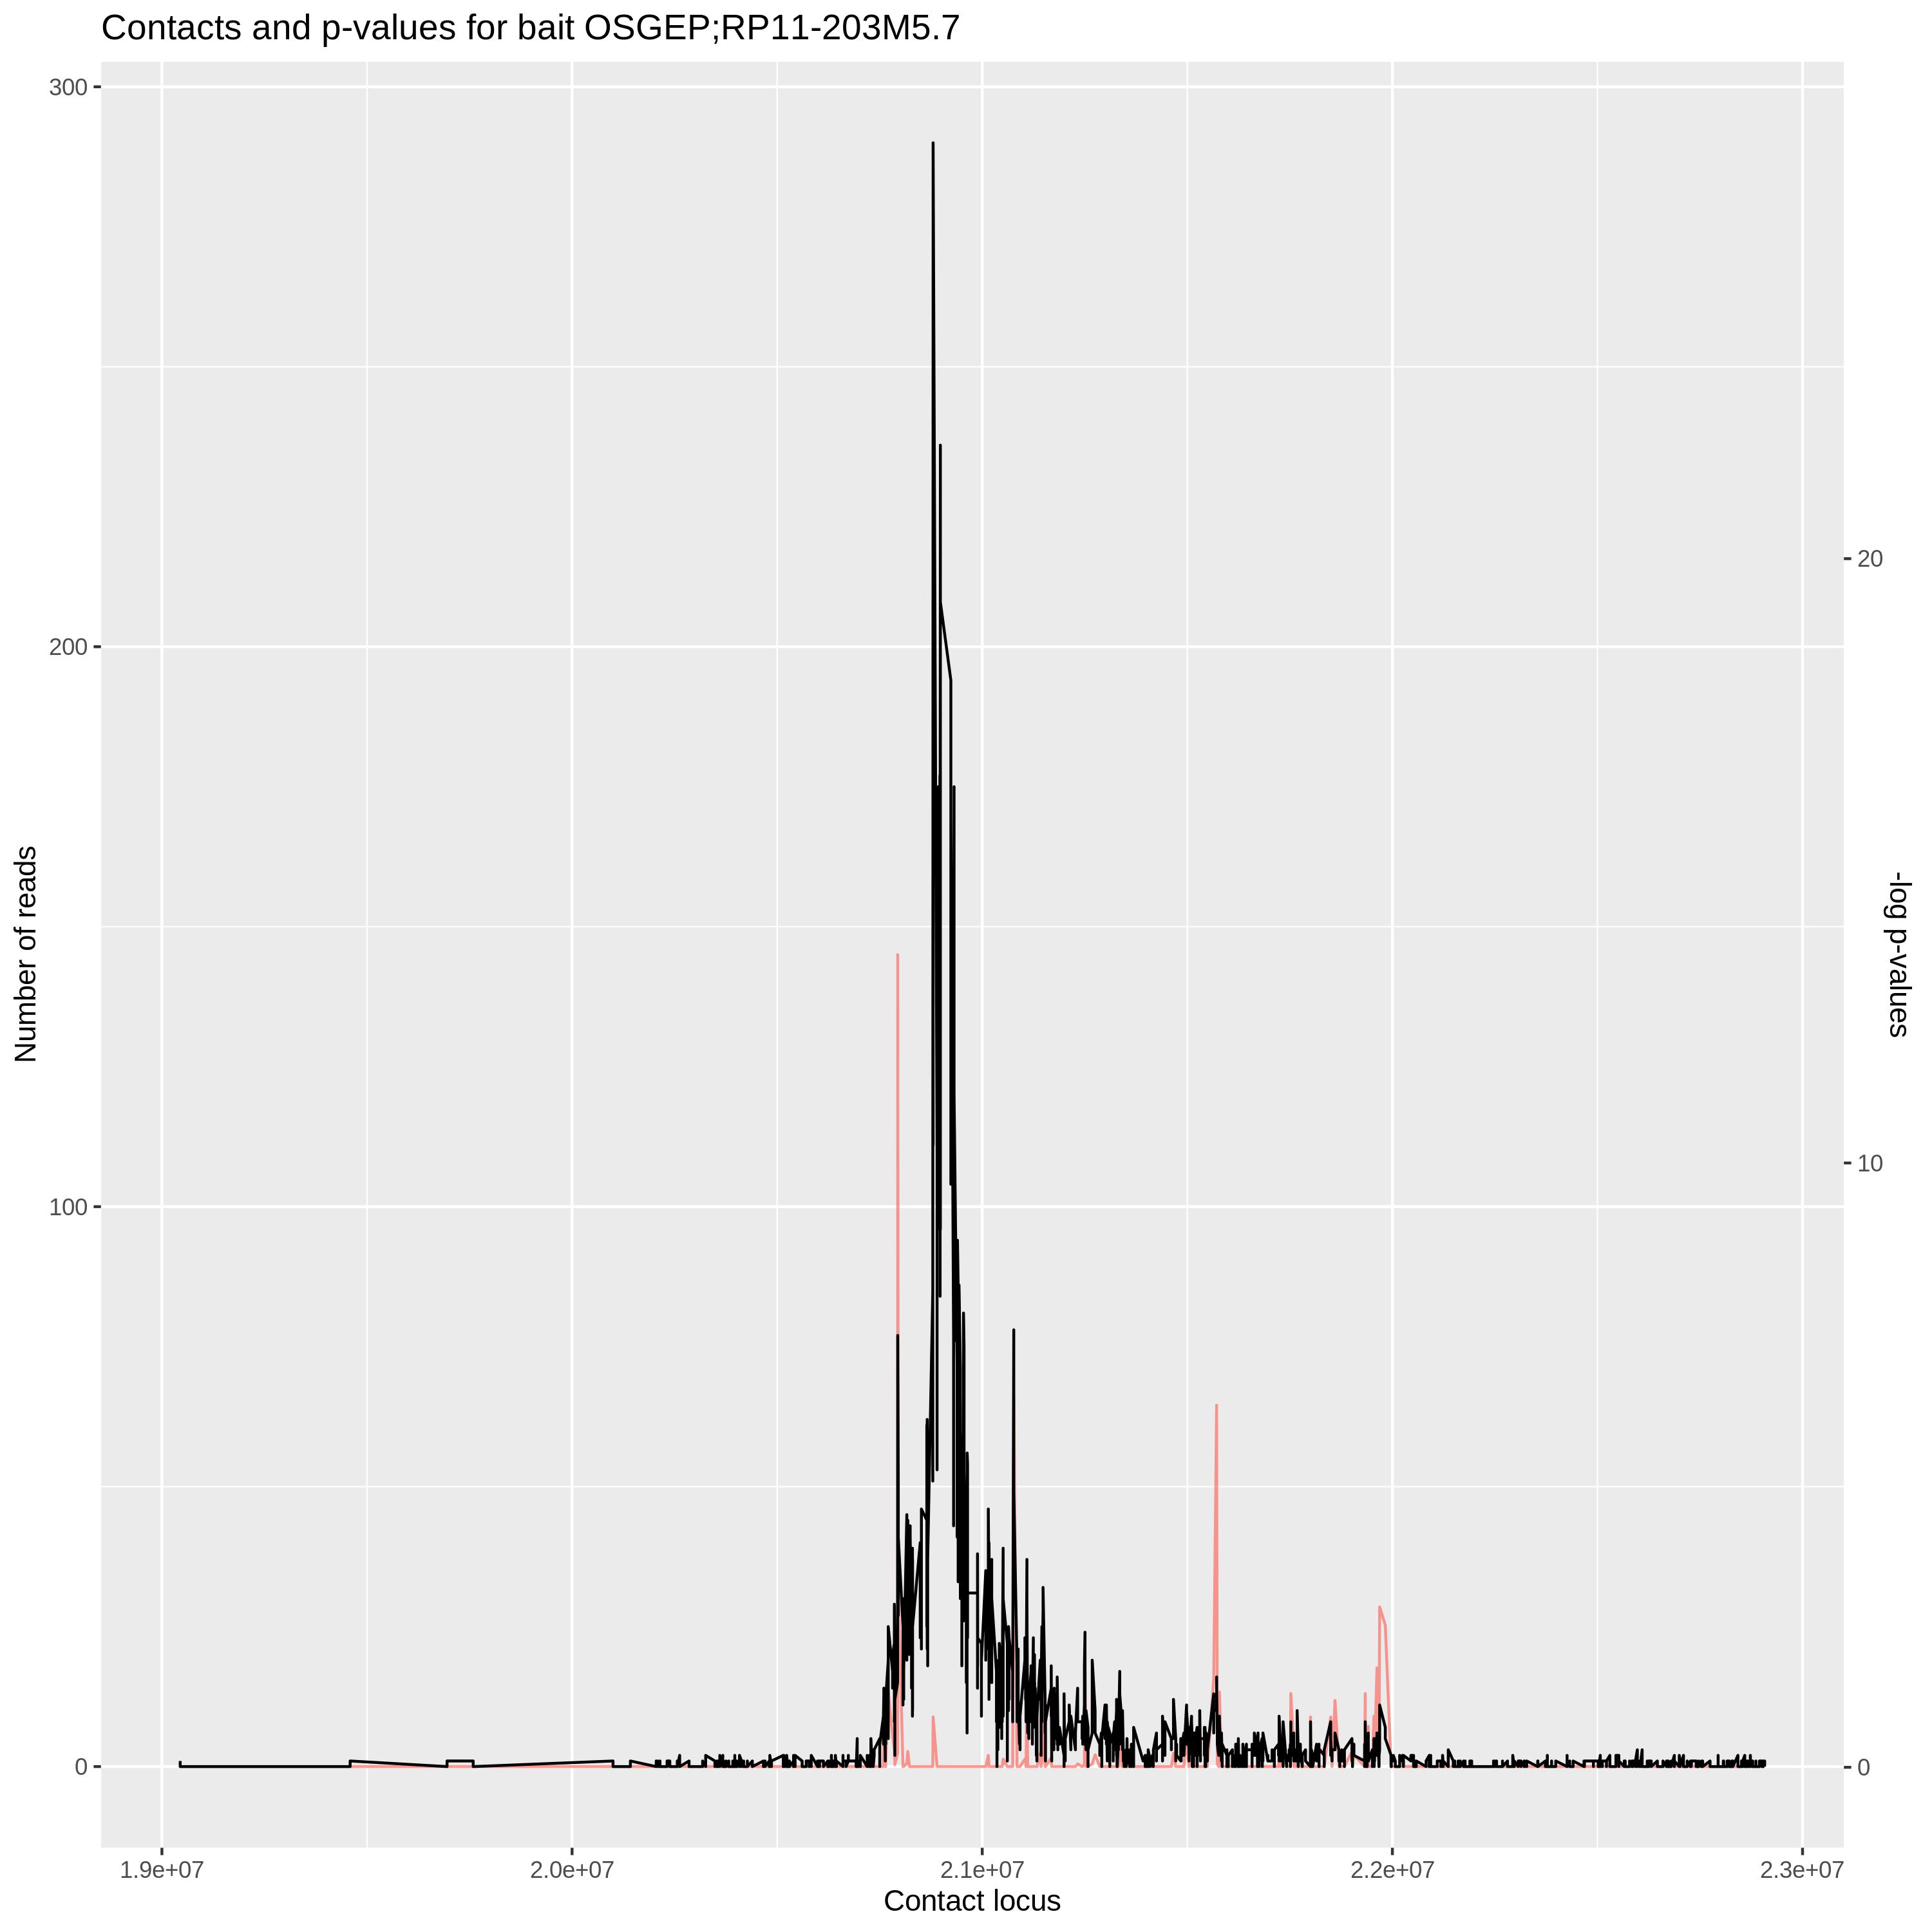 Contacts and p-values for bait OSGEP;RP11-203M5.7
300
200
100
0
Number of reads
20
10
0
-log p-values
1.9e+07
2.0e+07
2.1e+07
2.2e+07
2.3e+07
Contact locus